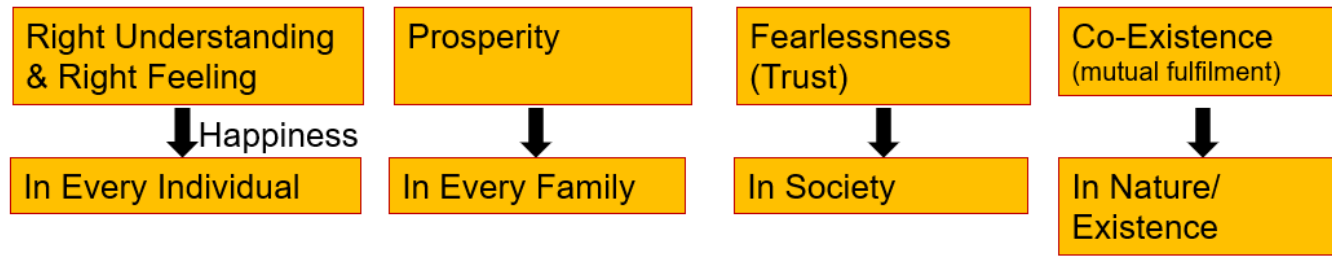 Right Understanding
& Right Feeling
Happiness
In Every Individual
Prosperity
In Every Family
Fearlessness
(Trust)
In Society
Co-Existence
(mutual fulfilment)
In Nature/
Existence